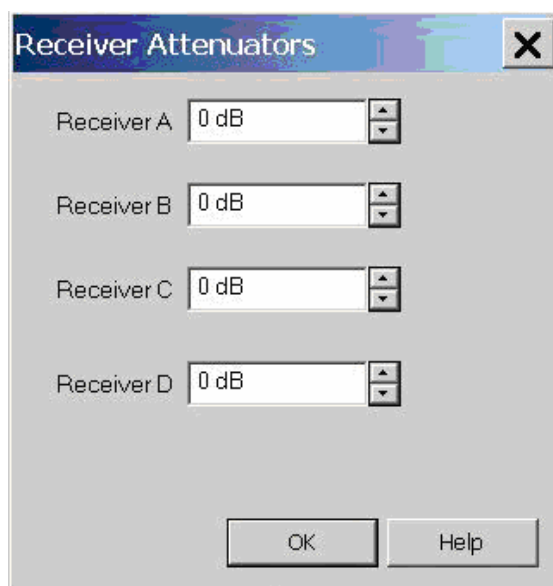 Receiver Attenuators
Receiver A 0 dB
Receiver B 0 dB
Receiver C 0 dB
Receiver D 0 dB
OK Help